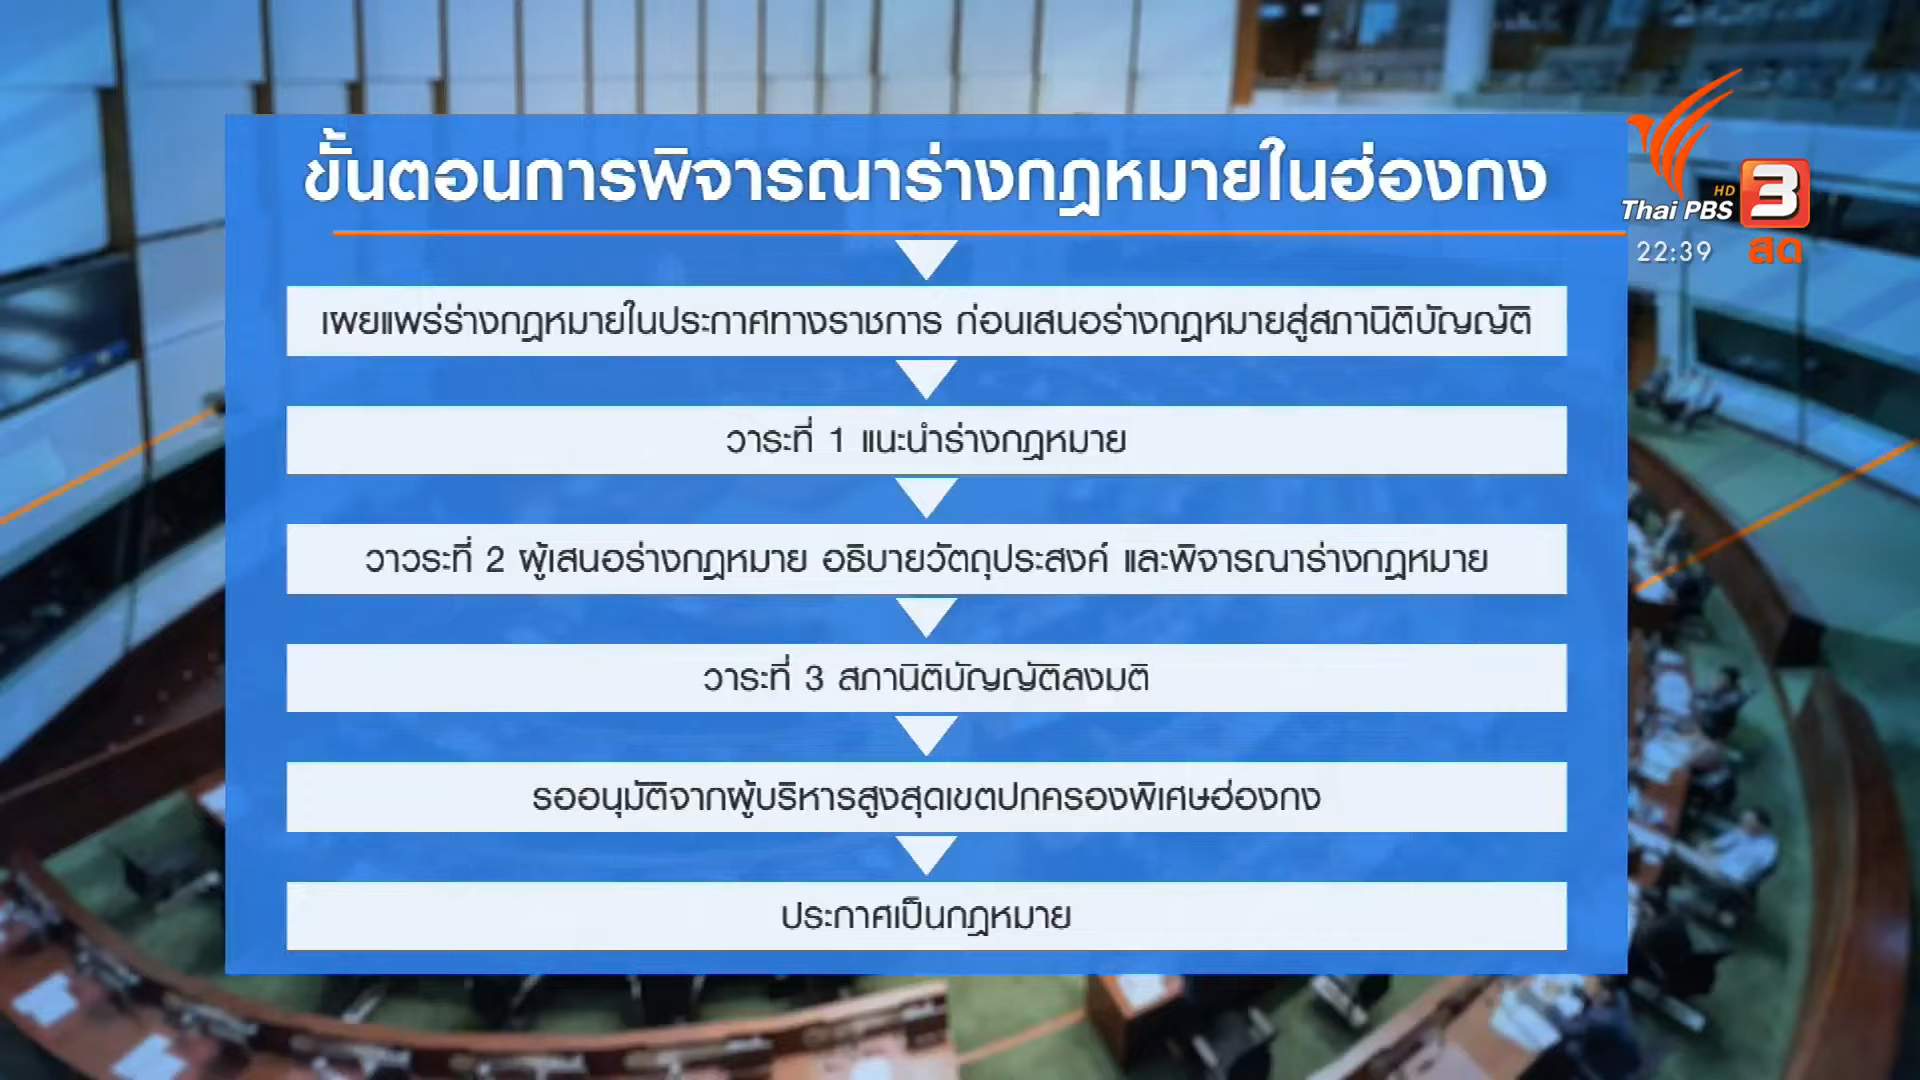 ขั้นตอนการพิจารณาร่างกฎหมายในฮ่องกง
HD
Thai PBS 3
22:39 สด
เผยแพร่ร่างกฎหมายในประกาศทางราชการ ก่อนเสนอร่างกฎหมายสู่สภานิติบัญญัติ
วาระที่ 1 แนะนำร่างกฎหมาย
วาวระที่ 2 ผู้เสนอร่างกฎหมาย อธิบายวัตถุประสงค์ และพิจารณาร่างกฎหมาย
วาระที่ 3 สภานิติบัญญัติลงมติ
รออนุมัติจากผู้บริหารสูงสุดเขตปกครองพิเศษฮ่องกง
ประกาศเป็นกฎหมาย